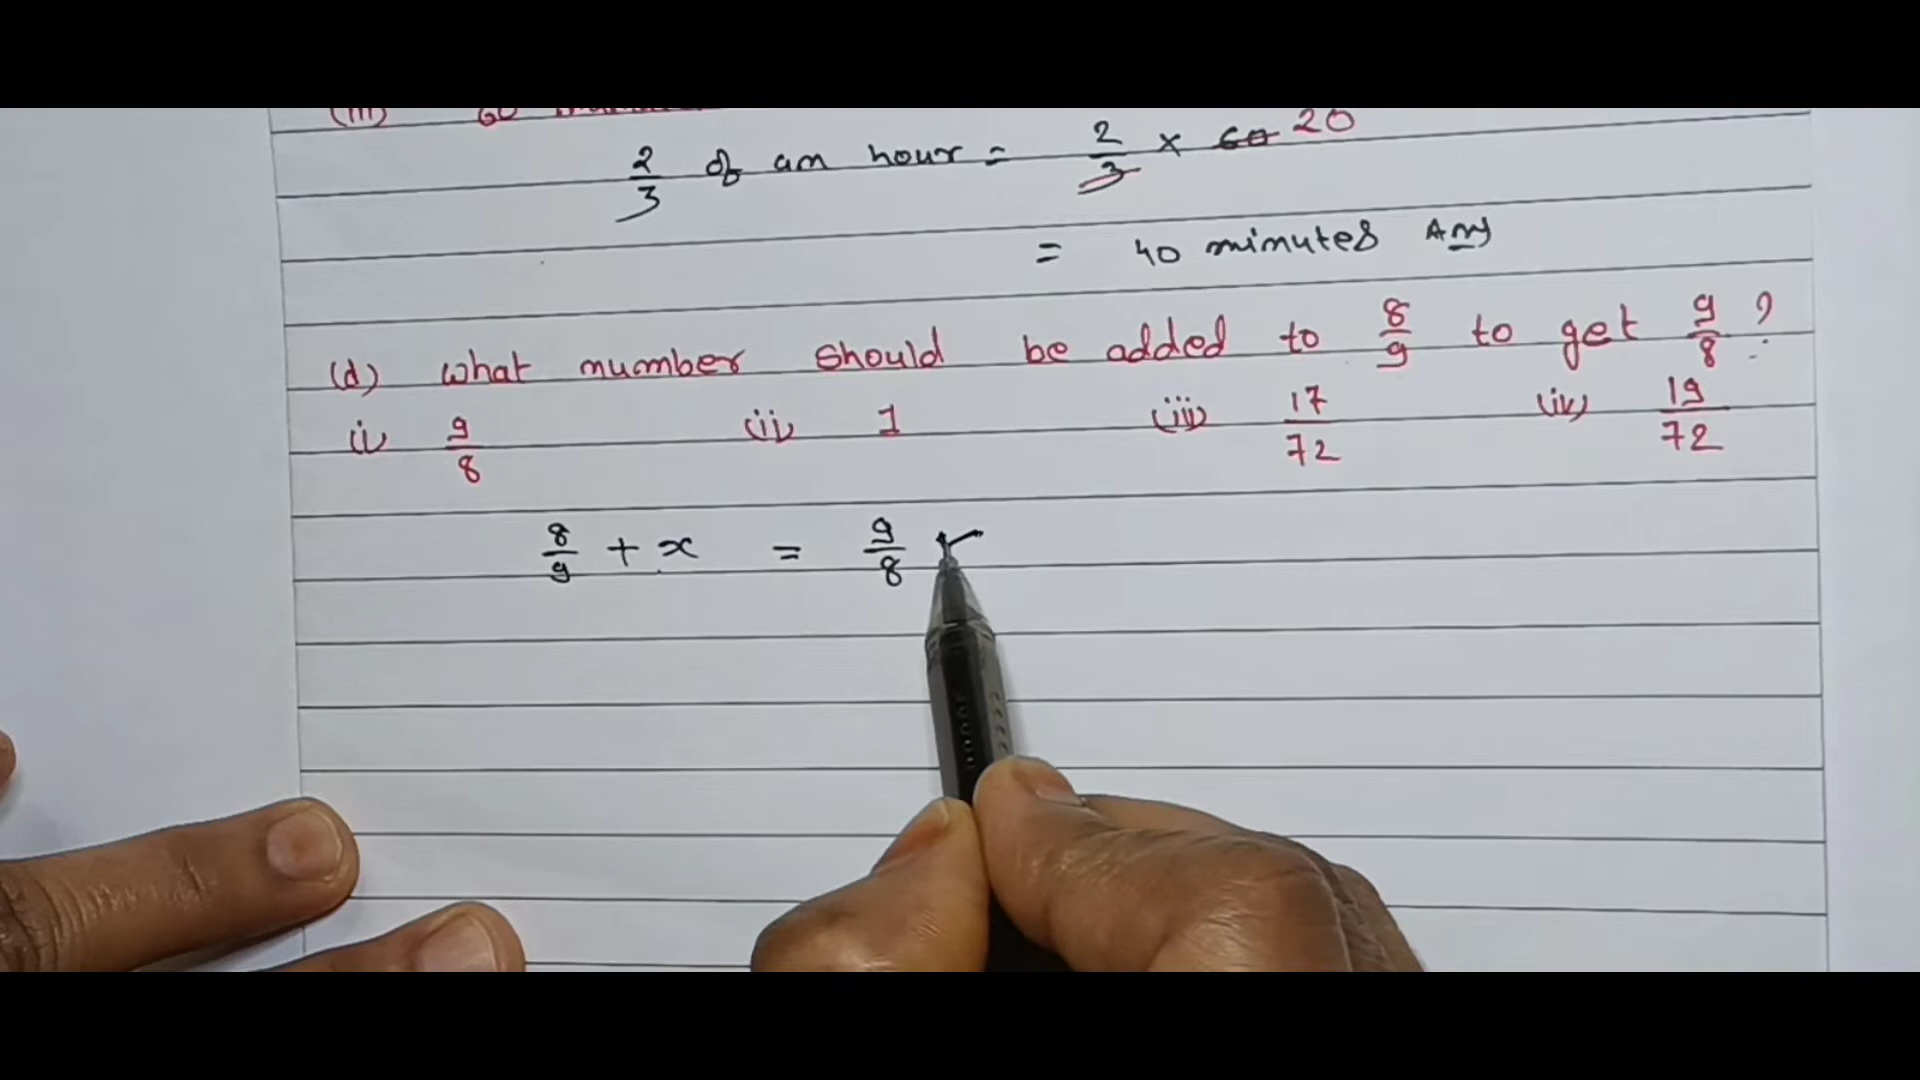 (iii) 60
2/3 of an hour = 2/3 × 60 20
= 40 minutes Ans
(d) what number should be added to 8/9 to get 9/8 ?
(i) 9/8 (ii) 1 (iii) 17/72 (iv) 19/72
8/9 + x = 9/8